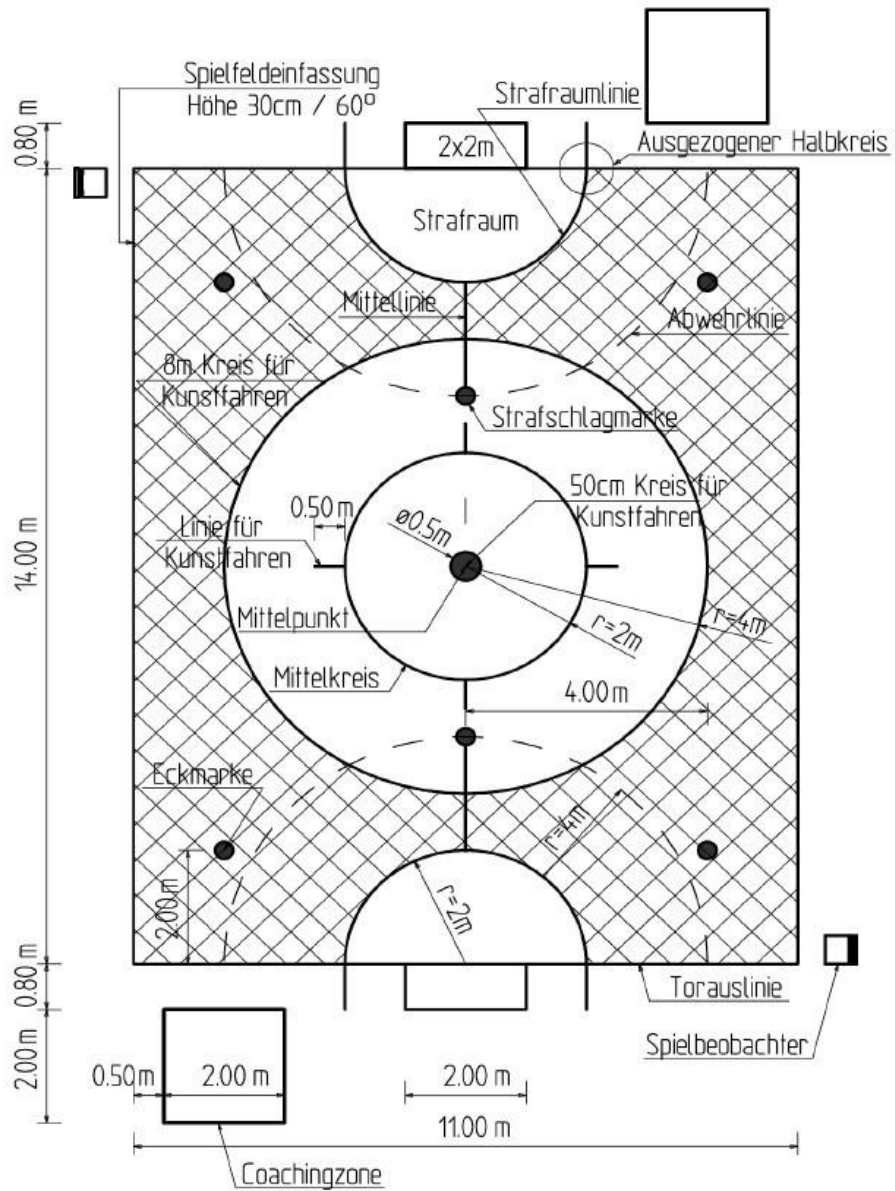 Spielfeldeinfassung
Höhe 30cm / 60°
Strafraumlinie
0.80 m
2x2m
Ausgezogener Halbkreis
Strafraum
Mittellinie
Abwehrlinie
8m Kreis für
Kunstfahren
Strafschlagmarke
14.00 m
0.50 m
50cm Kreis für
Kunstfahren
Linie für
Kunstfahren
ø0.5m
Mittelpunkt
r=2m
r=4m
Mittelkreis
4.00 m
Eckmarke
r=4m
2.00 m
r=2m
0.80 m
Torauslinie
Spielbeobachter
2.00 m
0.50 m
2.00 m
2.00 m
11.00 m
Coachingzone